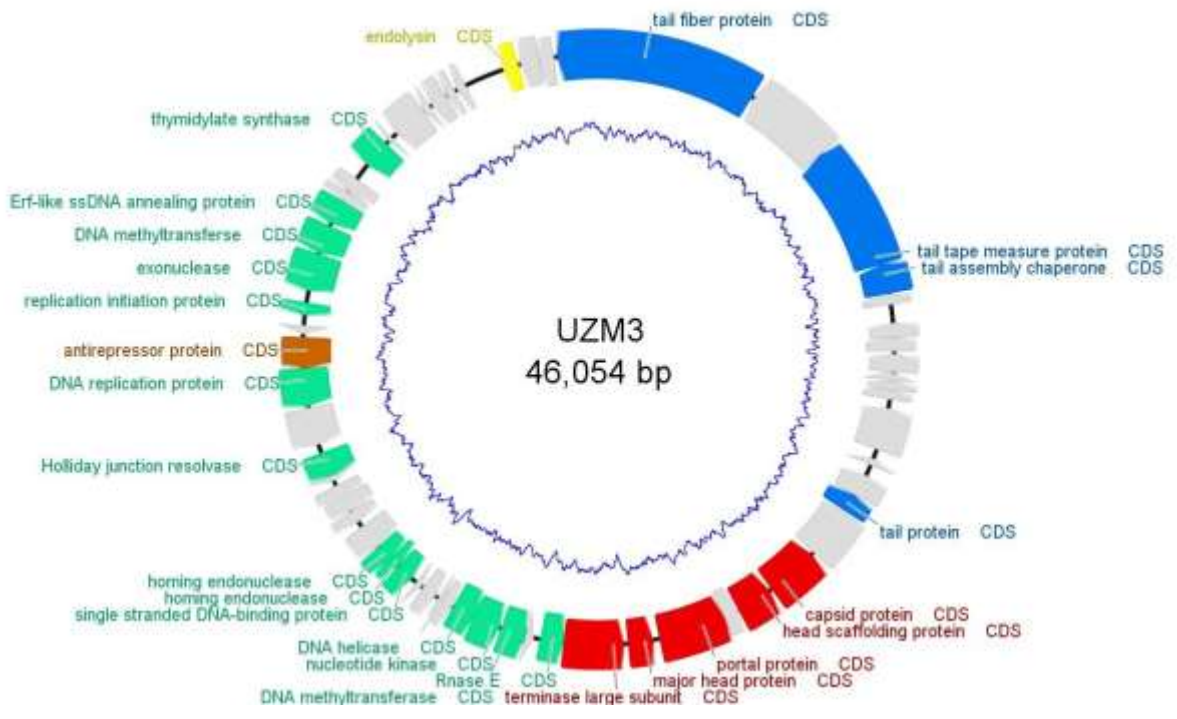 tail fiber protein CDS
endolysin CDS
thymidylate synthase CDS
Erf-like ssDNA annealing protein CDS
DNA methyltransferse CDS
exonuclease CDS
replication initiation protein CDS
antirepressor protein CDS
DNA replication protein CDS
Holliday junction resolvase CDS
homing endonuclease CDS
homing endonuclease CDS
single stranded DNA-binding protein CDS
DNA helicase CDS
nucleotide kinase CDS
Rnase E CDS
DNA methyltransferase CDS
UZM3
46,054 bp
tail tape measure protein CDS
tail assembly chaperone CDS
tail protein CDS
capsid protein CDS
head scaffolding protein CDS
portal protein CDS
major head protein CDS
terminase large subunit CDS